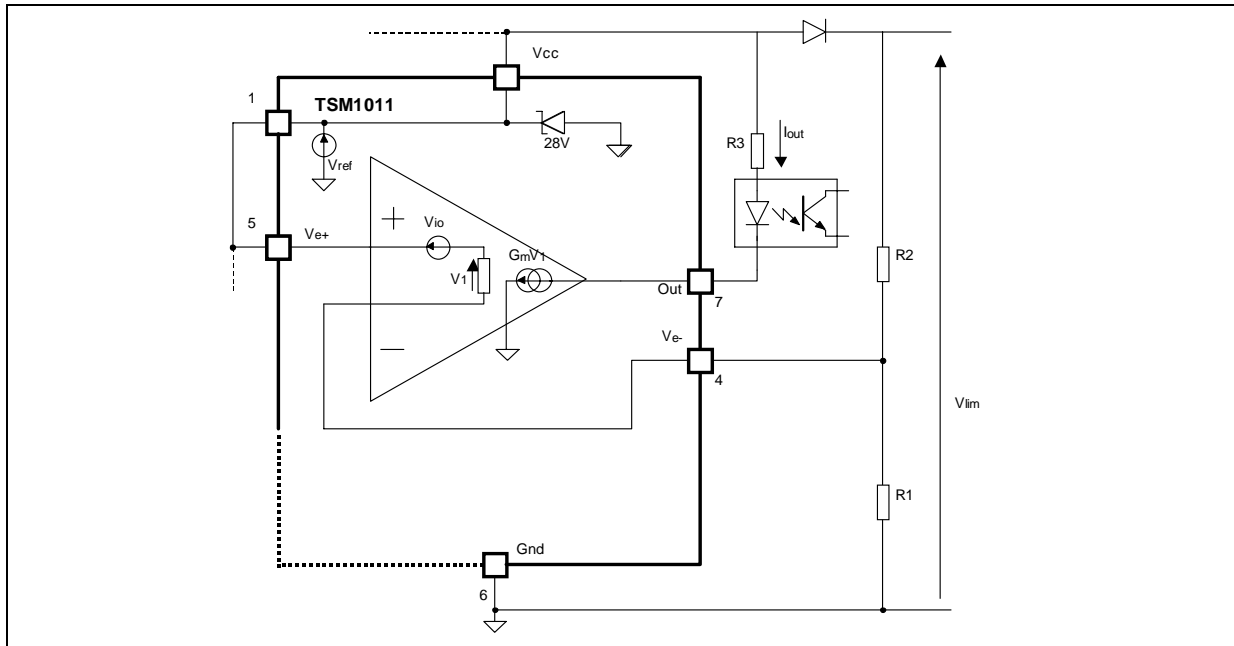 Vcc
1
TSM1011
28V
Vref
R3
Iout
5
Ve+
+
Vio
V1
GmV1
R2
Out
7
Ve-
—
4
Vlim
R1
Gnd
6